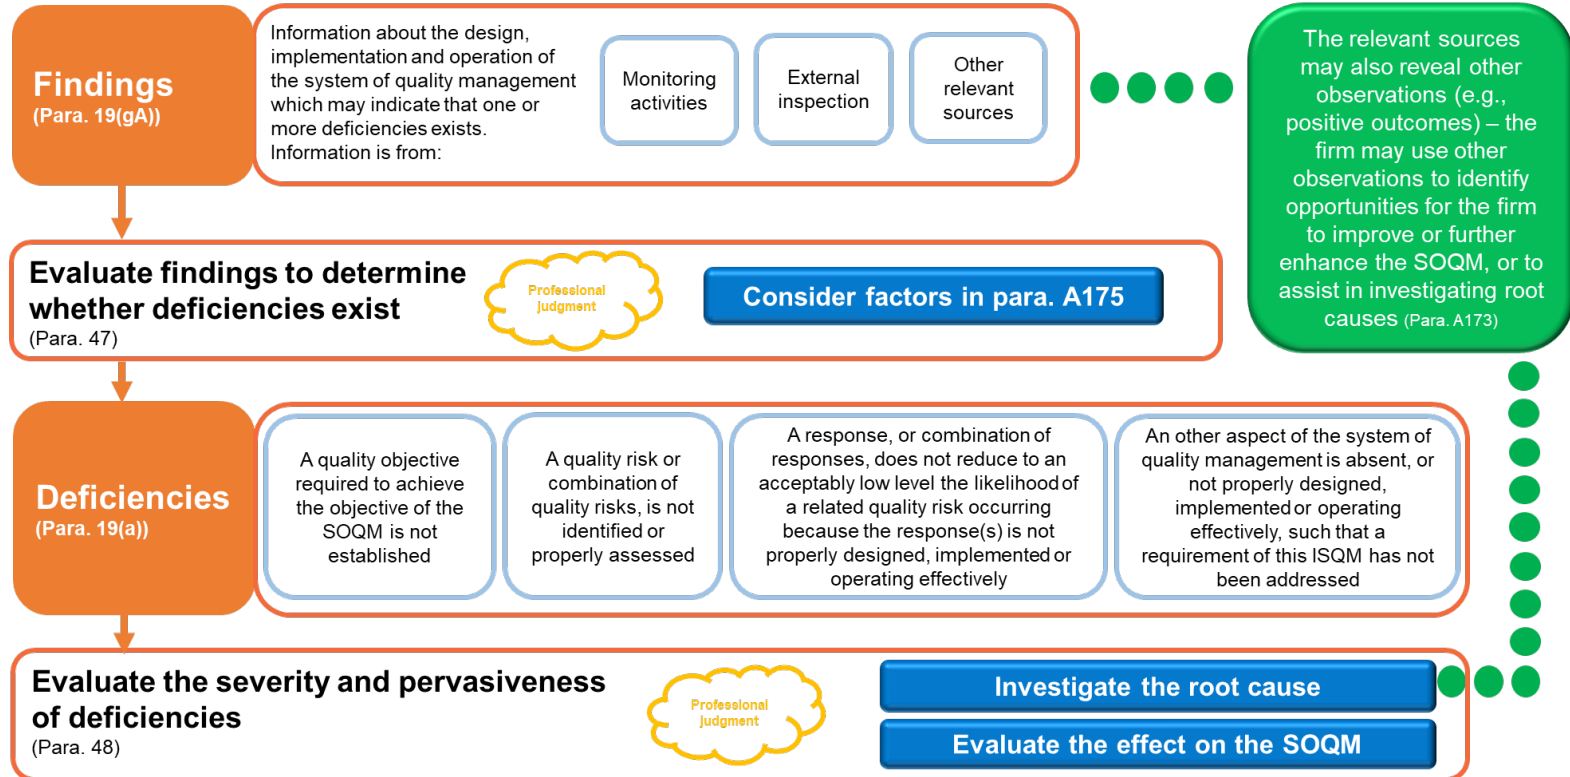 Findings
(Para. 19(gA))
Information about the design,
implementation and operation of
the system of quality management
which may indicate that one or
more deficiencies exists.
Information is from:
Monitoring
activities
External
inspection
Other
relevant
sources
The relevant sources
may also reveal other
observations (e.g.,
positive outcomes) – the
firm may use other
observations to identify
opportunities for the firm
to improve or further
enhance the SOQM, or to
assist in investigating root
causes (Para. A173)
Evaluate findings to determine
whether deficiencies exist
(Para. 47)
Professional
judgment
Consider factors in para. A175
Deficiencies
(Para. 19(a))
A quality objective
required to achieve
the objective of the
SOQM is not
established
A quality risk or
combination of
quality risks, is not
identified or
properly assessed
A response, or combination of
responses, does not reduce to an
acceptably low level the likelihood of
a related quality risk occurring
because the response(s) is not
properly designed, implemented or
operating effectively
An other aspect of the system of
quality management is absent, or
not properly designed,
implemented or operating
effectively, such that a
requirement of this ISQM has not
been addressed
Evaluate the severity and pervasiveness
of deficiencies
(Para. 48)
Professional
judgment
Investigate the root cause
Evaluate the effect on the SOQM